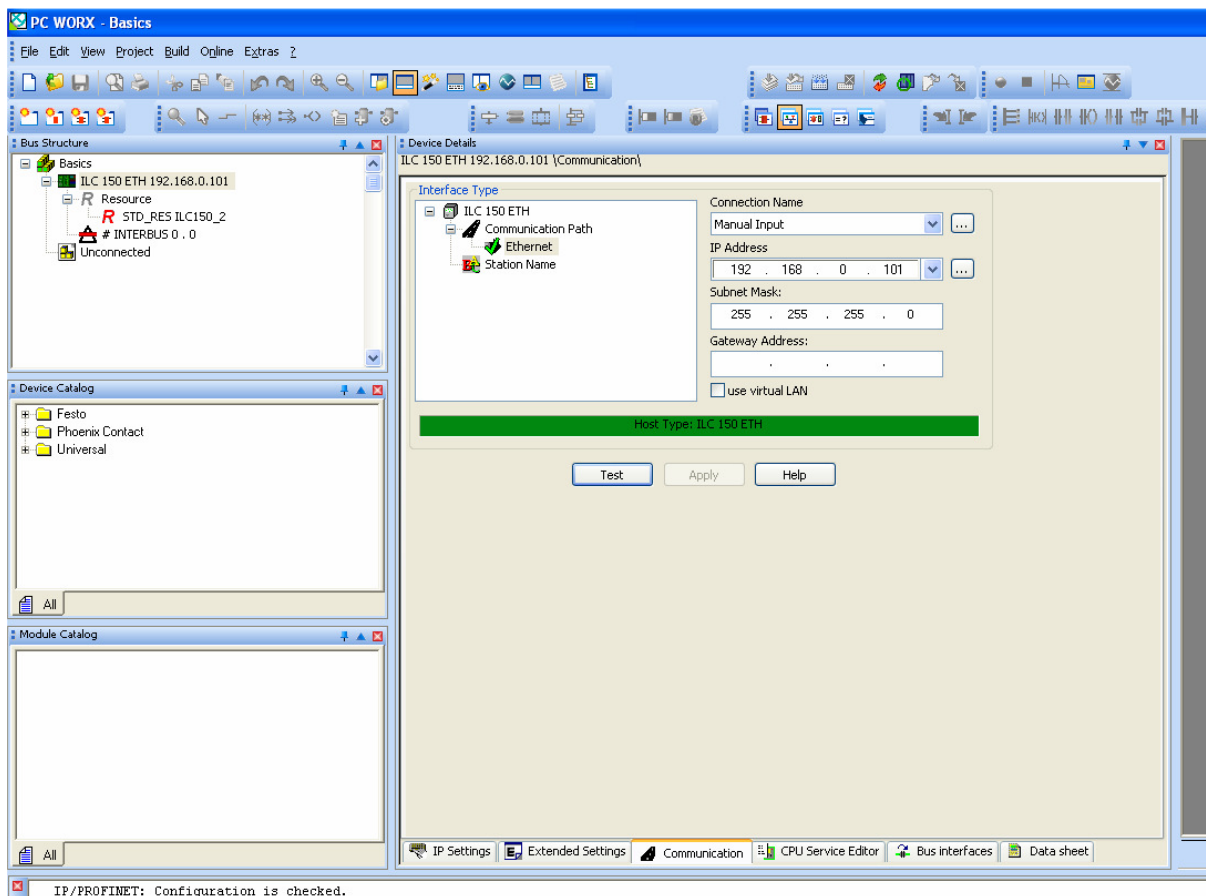 PC WORX - Basics
File Edit View Project Build Online Extras ?
Bus Structure
Basics
ILC 150 ETH 192.168.0.101
Resource
STD_RES ILC150_2
# INTERBUS 0 . 0
Unconnected
Device Catalog
Festo
Phoenix Contact
Universal
All
Module Catalog
All
Device Details
ILC 150 ETH 192.168.0.101 \Communication\
Interface Type
ILC 150 ETH
Communication Path
Ethernet
Station Name
Connection Name
Manual Input
...
IP Address
192 . 168 . 0 . 101
...
Subnet Mask:
255 . 255 . 255 . 0
Gateway Address:
. . .
use virtual LAN
Host Type: ILC 150 ETH
Test Apply Help
IP Settings Extended Settings Communication CPU Service Editor Bus interfaces Data sheet
IP/PROFINET: Configuration is checked.